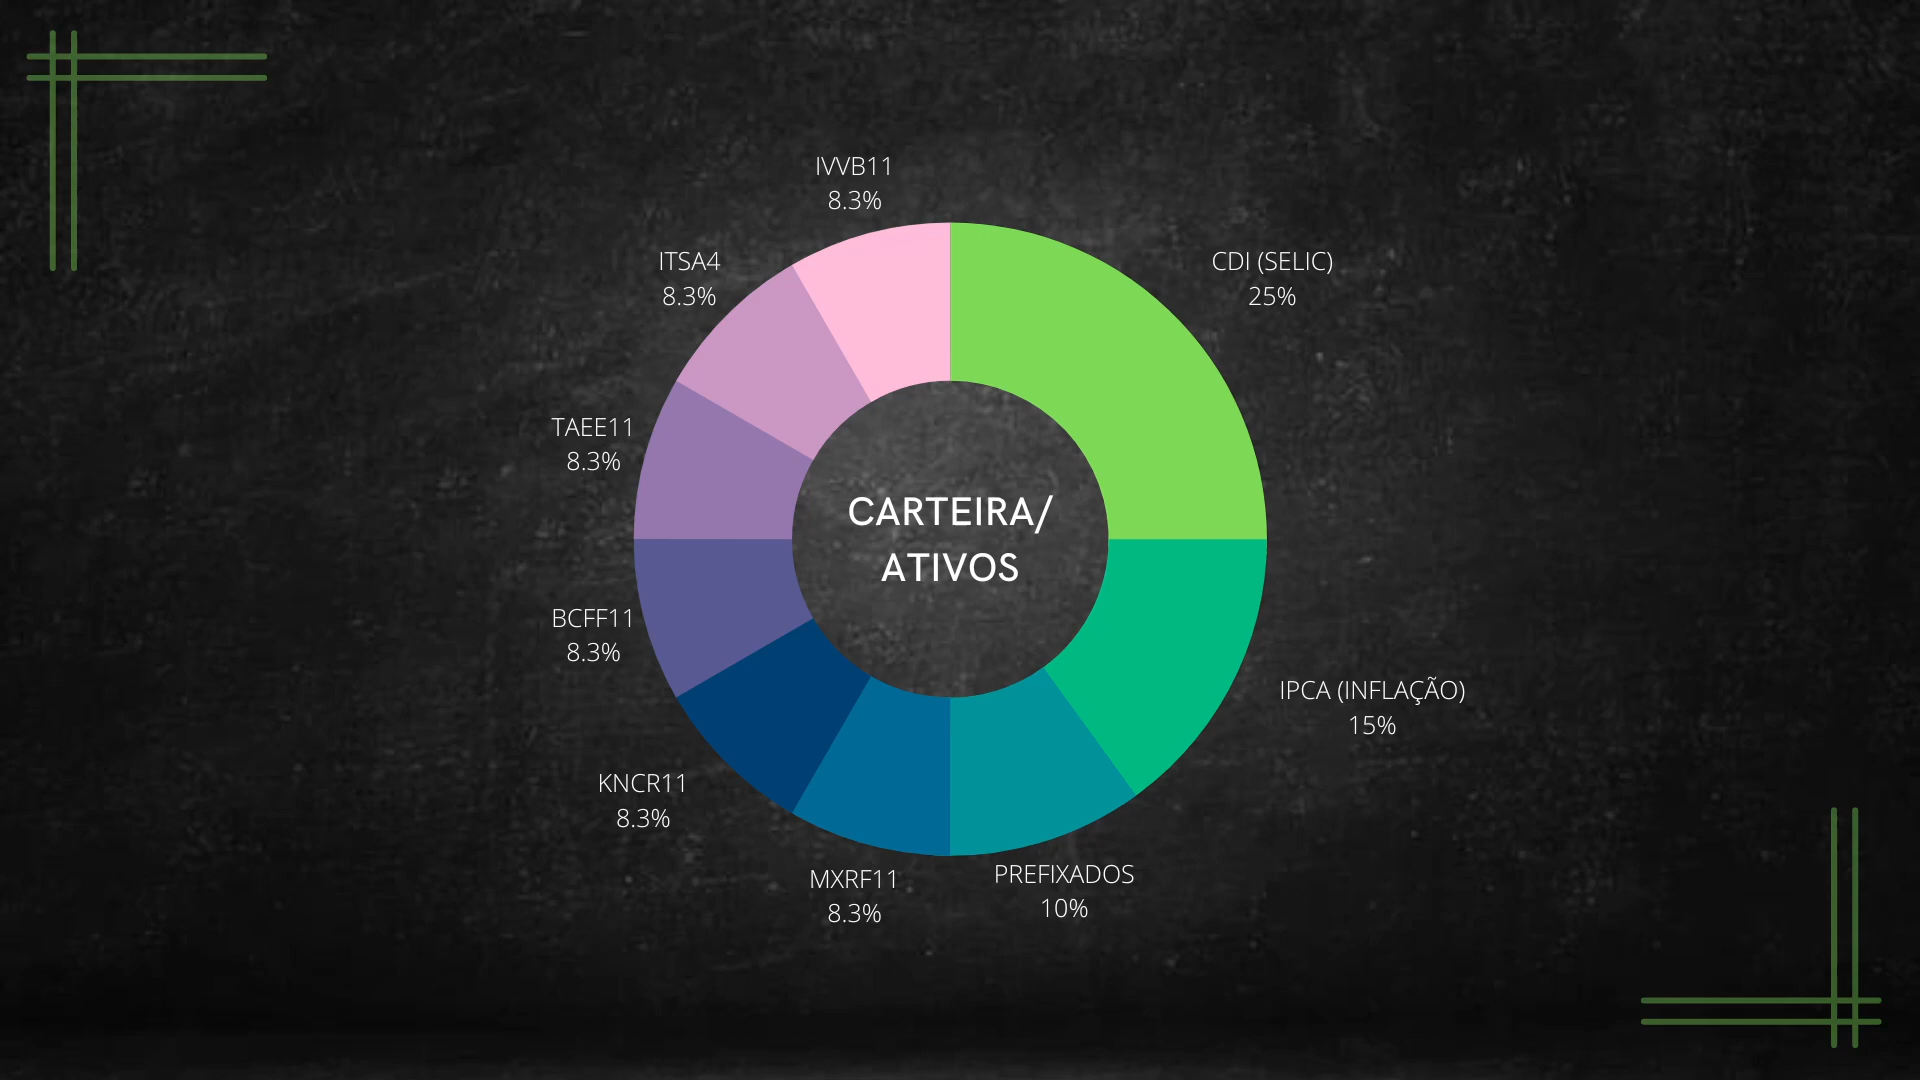 IVVB11
8.3%
ITSA4
8.3%
CDI (SELIC)
25%
TAEE11
8.3%
CARTEIRA/
ATIVOS
BCFF11
8.3%
IPCA (INFLAÇÃO)
15%
KNCR11
8.3%
MXRF11
8.3%
PREFIXADOS
10%